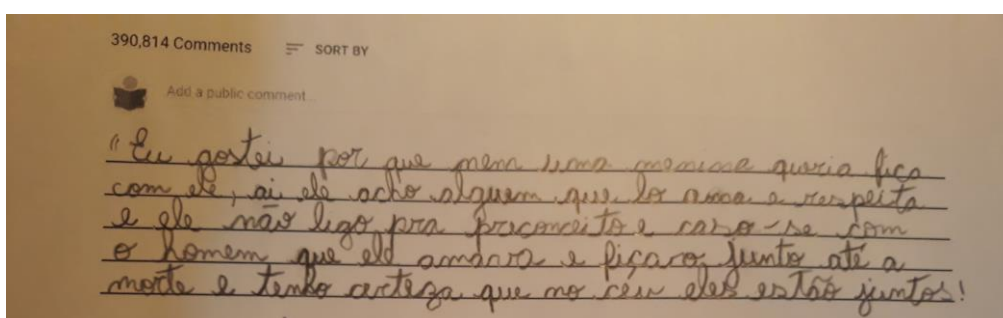 390,814 Comments SORT BY
Add a public comment...
"Eu gostei por que nem uma menina queria fica
com ele, ai ele acho alguem que lo ama e respeita
e ele não ligo pra preconceito e caso-se com
o homem que ele amava e ficaro junto até a
morte e tenho certeza que no céu eles estão juntos!